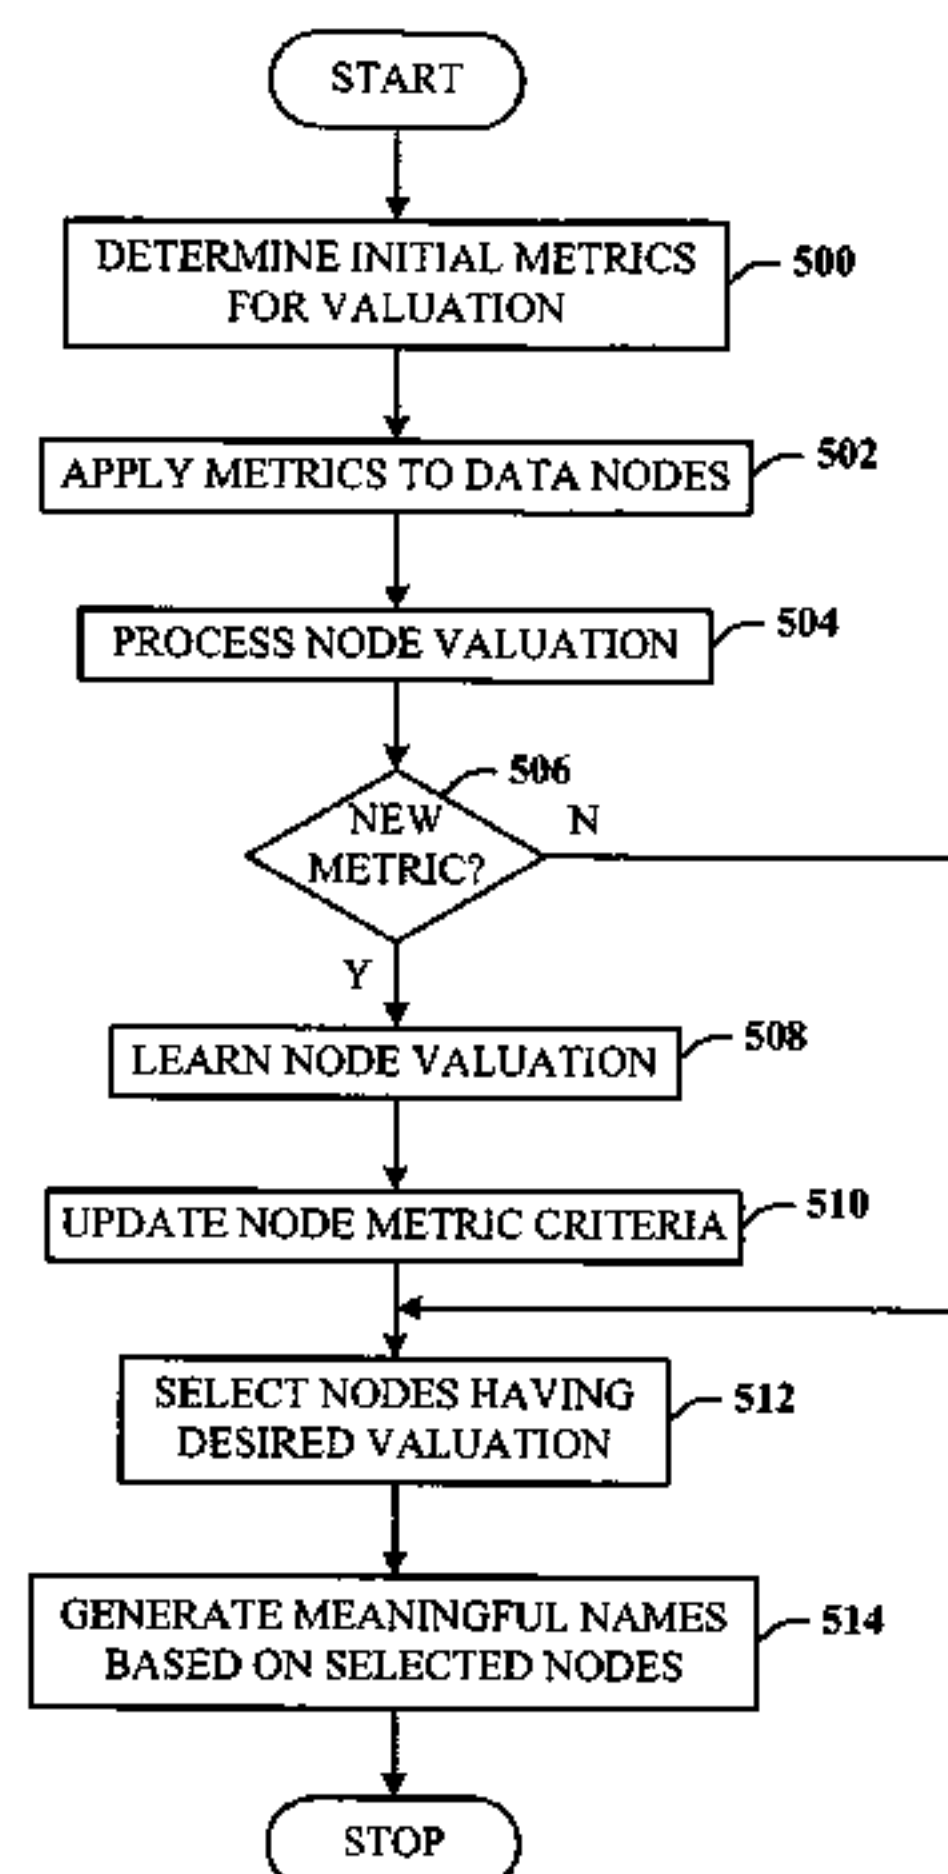 START
DETERMINE INITIAL METRICS
FOR VALUATION
500
APPLY METRICS TO DATA NODES
502
PROCESS NODE VALUATION
504
506
NEW
METRIC?
N
Y
LEARN NODE VALUATION
508
UPDATE NODE METRIC CRITERIA
510
SELECT NODES HAVING
DESIRED VALUATION
512
GENERATE MEANINGFUL NAMES
BASED ON SELECTED NODES
514
STOP